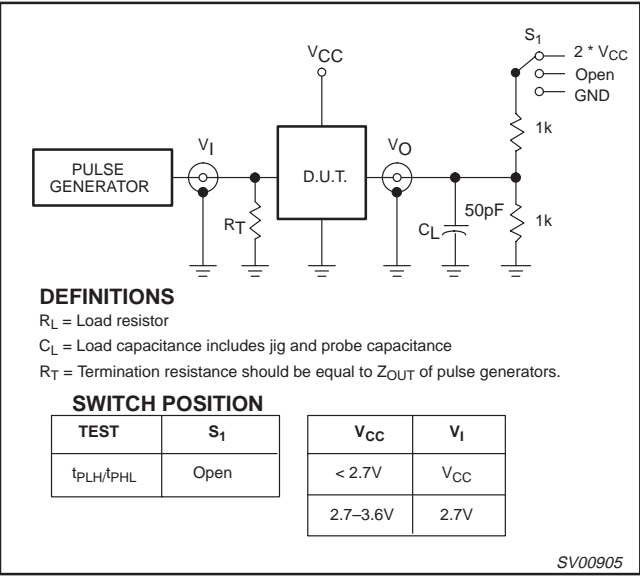 S1
2 * VCC
Open
GND
VCC
1k
VI
VO
PULSE
GENERATOR
D.U.T.
RT
50pF
CL
1k
DEFINITIONS
RL = Load resistor
CL = Load capacitance includes jig and probe capacitance
RT = Termination resistance should be equal to ZOUT of pulse generators.
SWITCH POSITION
TEST S1
tPLH/tPHL Open
VCC VI
< 2.7V VCC
2.7–3.6V 2.7V
SV00905